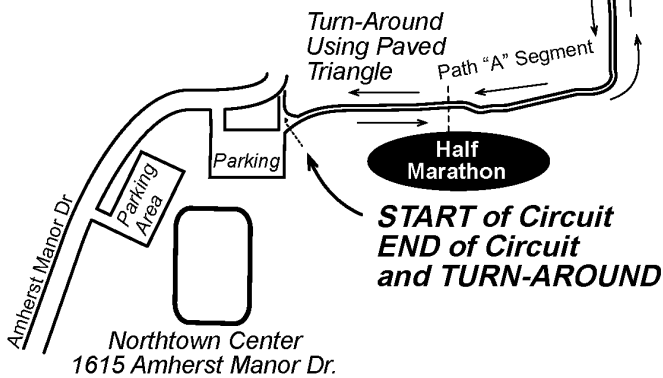 Turn-Around
Using Paved
Triangle
Path "A" Segment
Half
Marathon
Parking
START of Circuit
END of Circuit
and TURN-AROUND
Parking
Area
Amherst Manor Dr
Northtown Center
1615 Amherst Manor Dr.